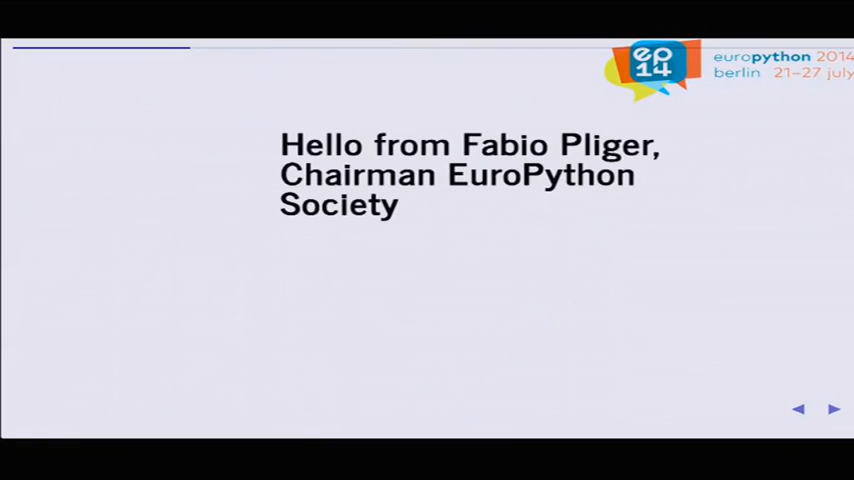 ep
14
europython 2014
berlin 21–27 july
Hello from Fabio Pliger,
Chairman EuroPython
Society